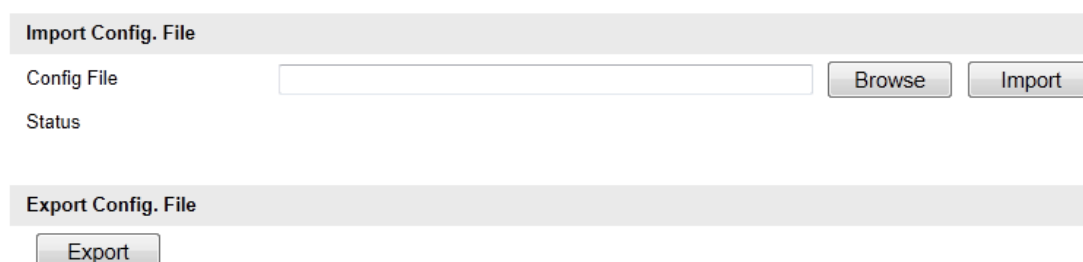 Import Config. File
Config File Browse Import
Status
Export Config. File
Export